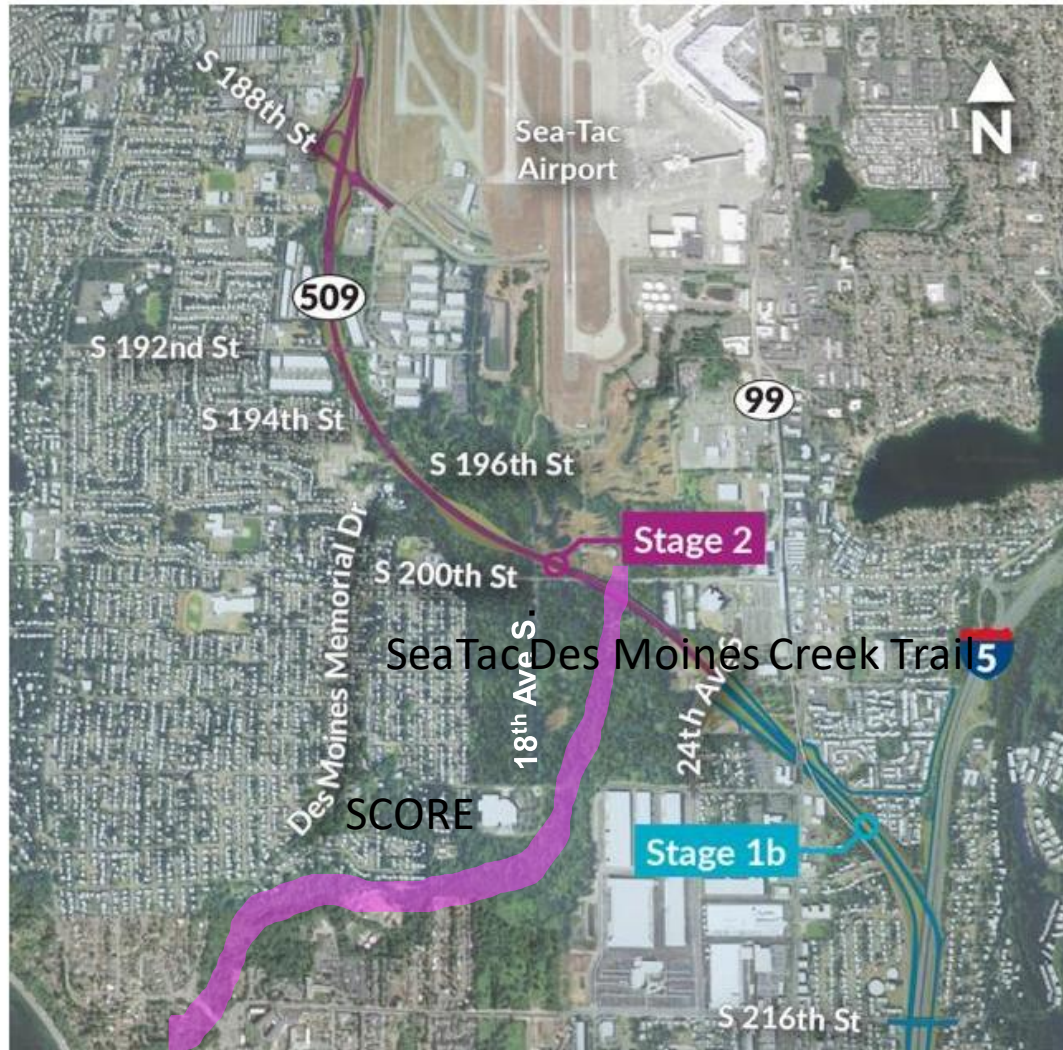 S 188th St
Sea-Tac
Airport
N
509
S 192nd St
99
S 194th St
S 196th St
Stage 2
S 200th St
Des Moines Memorial Dr
18th Ave S.
SeaTac Des Moines Creek Trail
5
24th Ave S
SCORE
Stage 1b
S 216th St